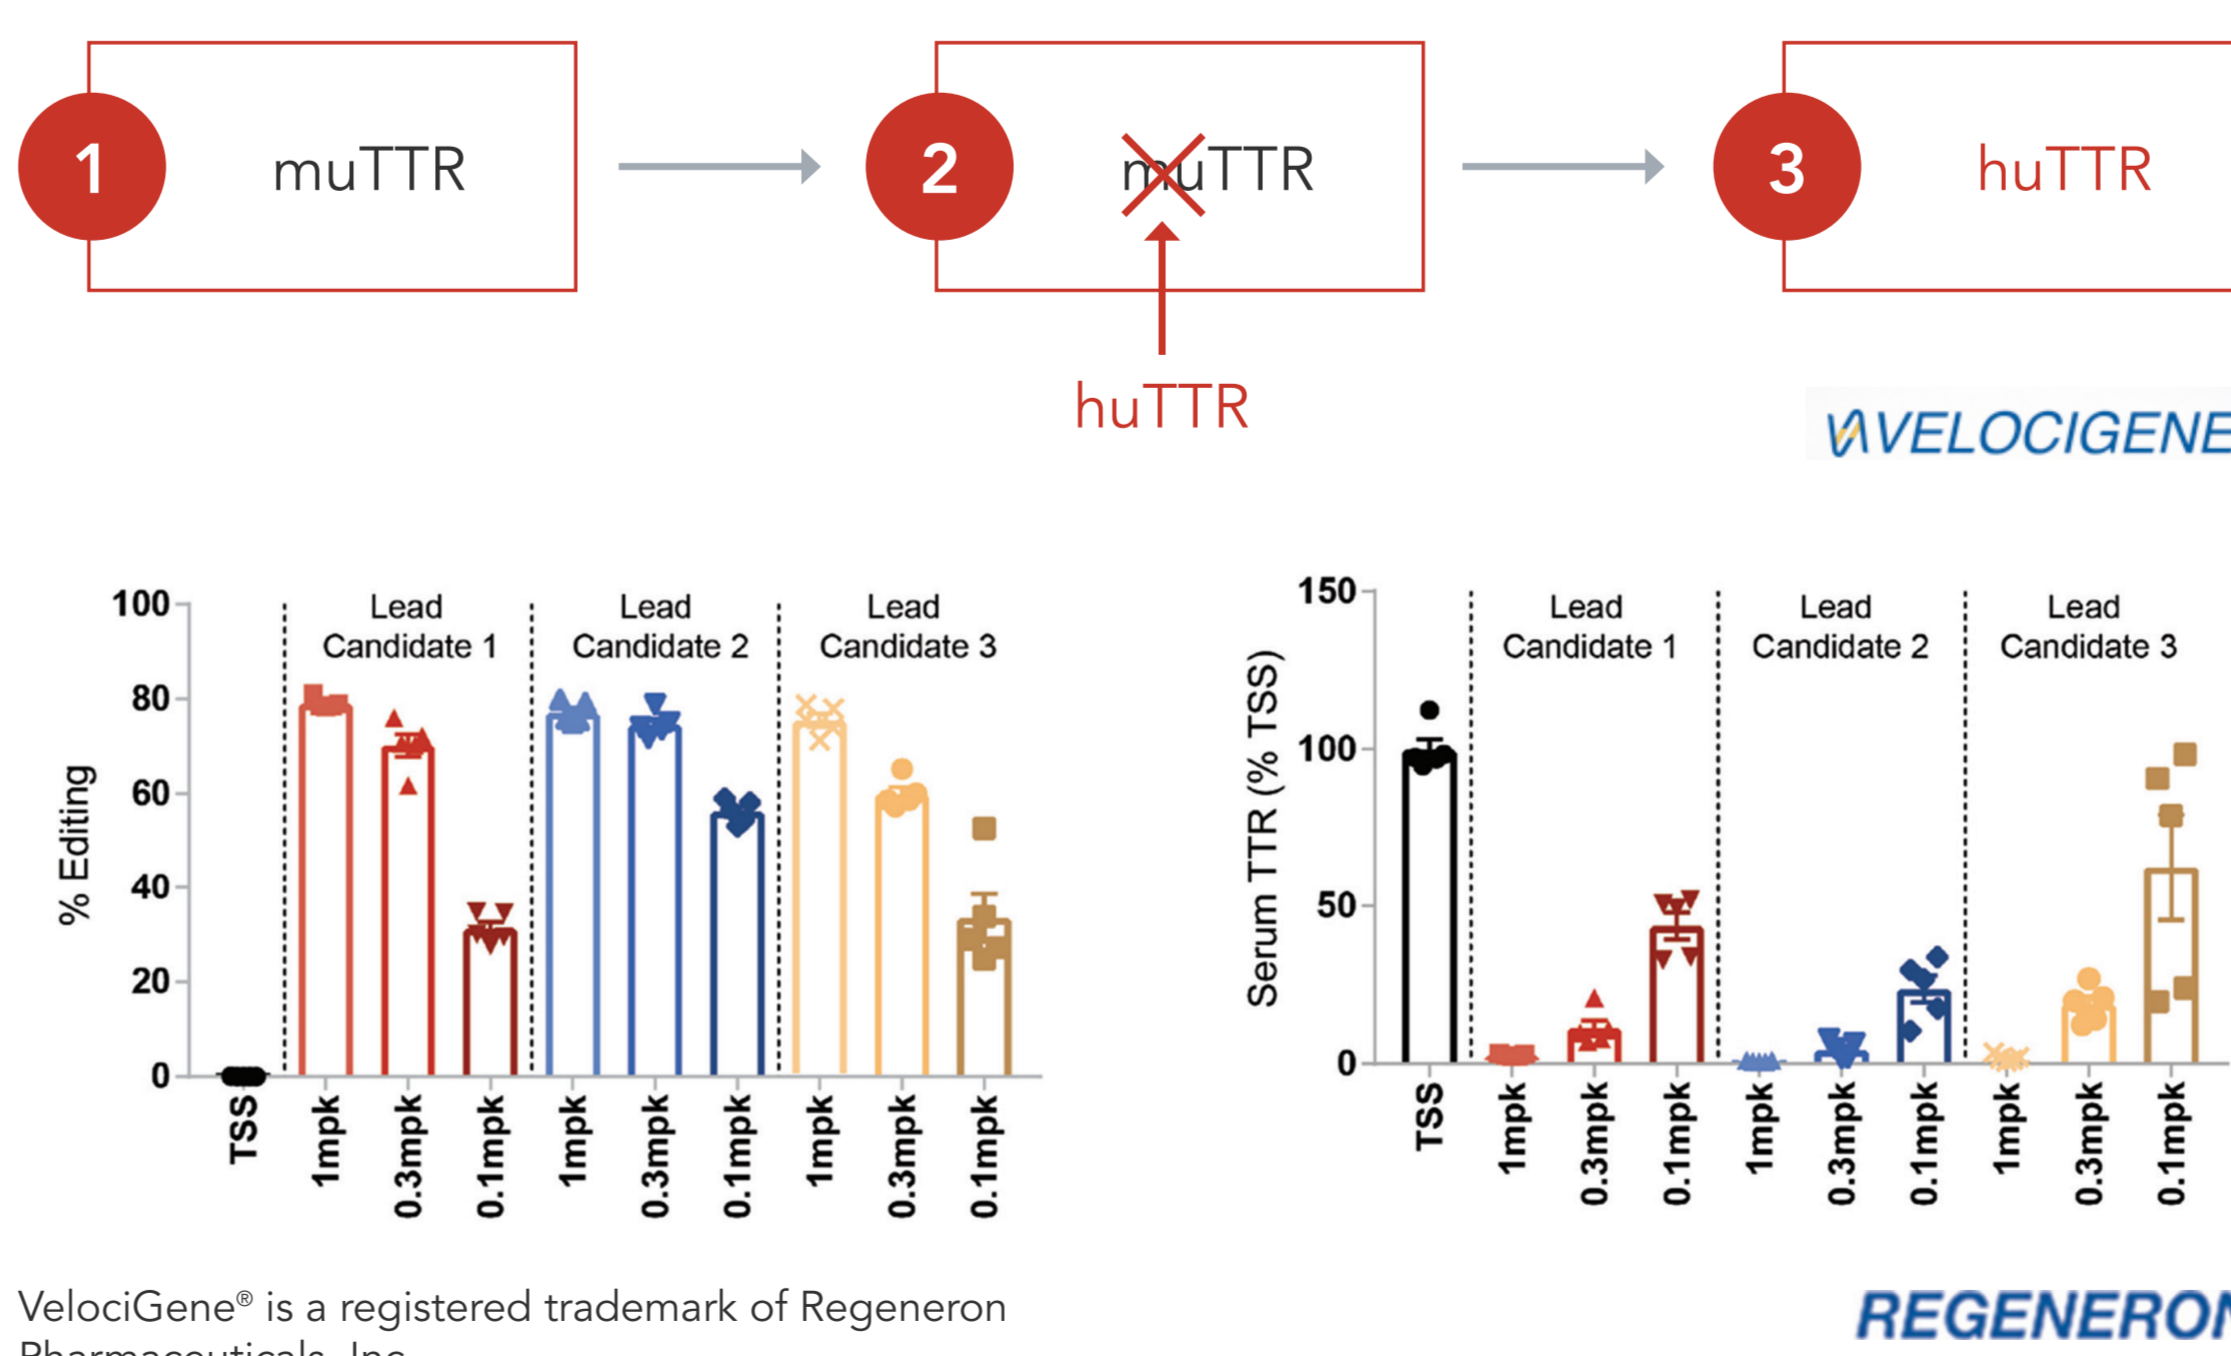 1
muTTR
2
muTTR
3
huTTR
huTTR
VELOCIGENE
100
80
60
40
20
0
% Editing
Lead
Candidate 1
Lead
Candidate 2
Lead
Candidate 3
TSS
1mpk
0.3mpk
0.1mpk
1mpk
0.3mpk
0.1mpk
1mpk
0.3mpk
0.1mpk
150
100
50
0
Serum TTR (% TSS)
Lead
Candidate 1
Lead
Candidate 2
Lead
Candidate 3
TSS
1mpk
0.3mpk
0.1mpk
1mpk
0.3mpk
0.1mpk
1mpk
0.3mpk
0.1mpk
VelociGene® is a registered trademark of Regeneron
Pharmaceuticals, Inc
REGENERON